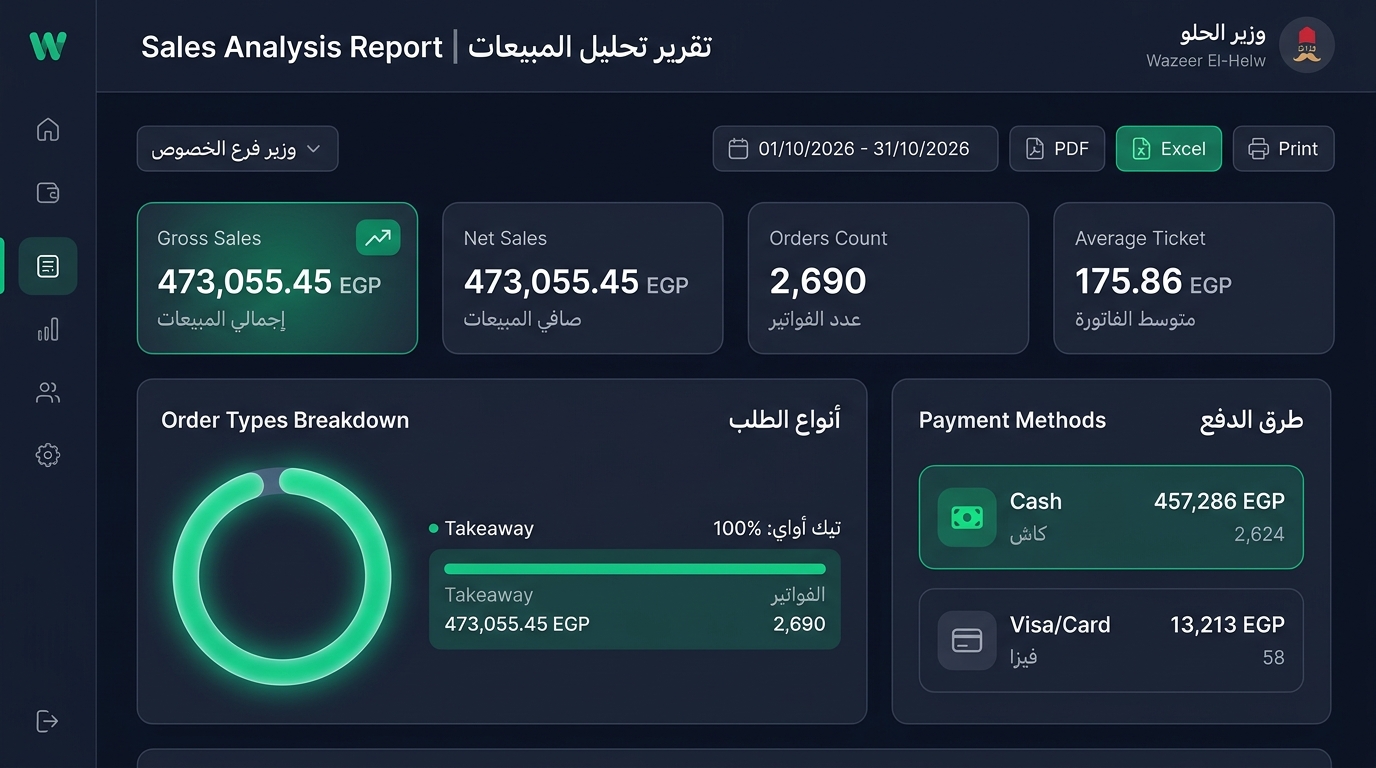 W
Sales Analysis Report | تقرير تحليل المبيعات
وزير الحلو
Wazeer El-Helw
وزير فرع الخصوص
01/10/2026 - 31/10/2026
PDF
Excel
Print
Gross Sales
473,055.45 EGP
إجمالي المبيعات
Net Sales
473,055.45 EGP
صافي المبيعات
Orders Count
2,690
عدد الفواتير
Average Ticket
175.86 EGP
متوسط الفاتورة
Order Types Breakdown
أنواع الطلب
Takeaway
تيك أواي: 100%
Takeaway
الفواتير
473,055.45 EGP
2,690
Payment Methods
طرق الدفع
Cash
457,286 EGP
كاش
2,624
Visa/Card
13,213 EGP
فيزا
58